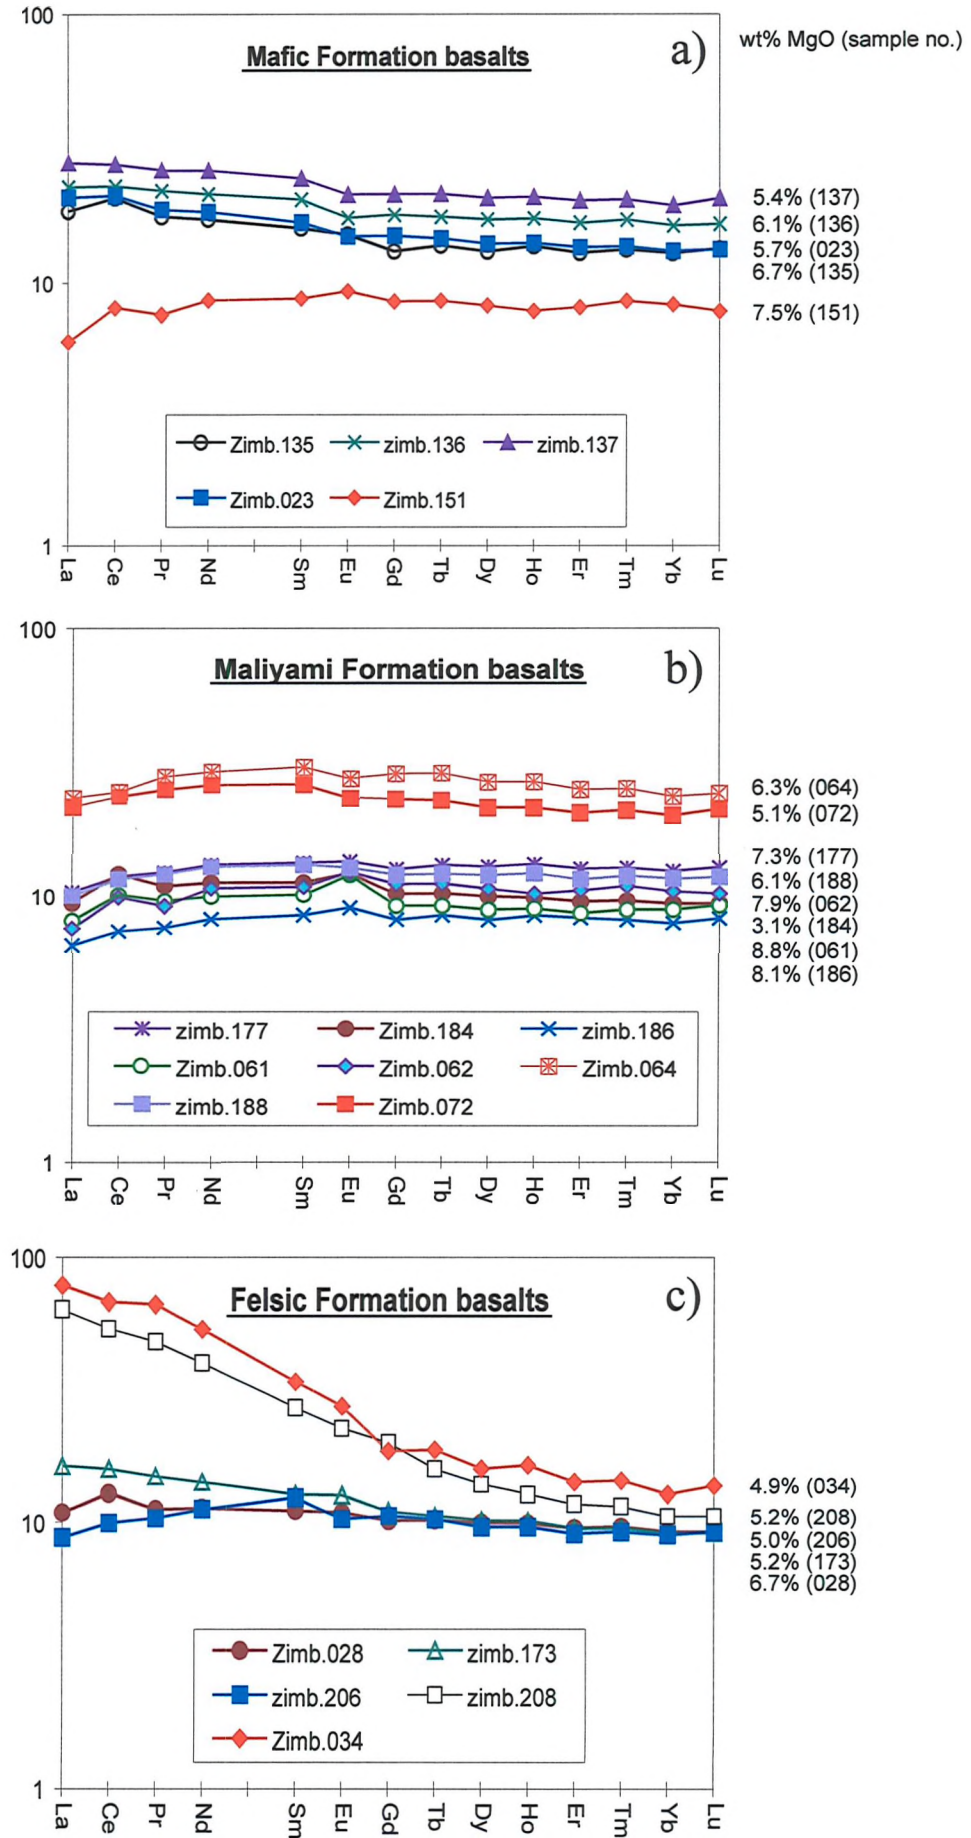 100
Mafic Formation basalts
a)
wt% MgO (sample no.)
5.4% (137)
6.1% (136)
5.7% (023)
6.7% (135)
10
7.5% (151)
Zimb.135 zimb.136 zimb.137
Zimb.023 Zimb.151
1
La Ce Pr Nd Sm Eu Gd Tb Dy Ho Er Tm Yb Lu
100
Maliyami Formation basalts
b)
6.3% (064)
5.1% (072)
7.3% (177)
6.1% (188)
10
7.9% (062)
3.1% (184)
8.8% (061)
8.1% (186)
zimb.177 Zimb.184 zimb.186
Zimb.061 Zimb.062 Zimb.064
zimb.188 Zimb.072
1
La Ce Pr Nd Sm Eu Gd Tb Dy Ho Er Tm Yb Lu
100
Felsic Formation basalts
c)
4.9% (034)
5.2% (208)
10
5.0% (206)
5.2% (173)
6.7% (028)
Zimb.028 zimb.173
zimb.206 zimb.208
Zimb.034
1
La Ce Pr Nd Sm Eu Gd Tb Dy Ho Er Tm Yb Lu